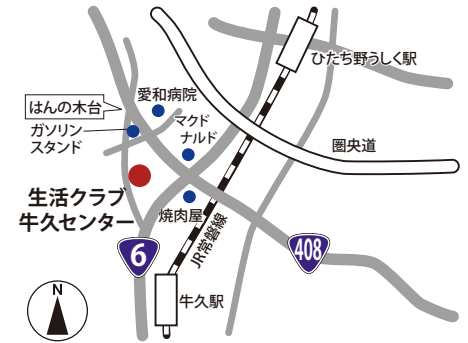 ひたち野うしく駅
愛和病院
はんの木台
ガソリン
スタンド
マクド
ナルド
圏央道
生活クラブ
牛久センター
焼肉屋
JR常磐線
6
408
牛久駅
N